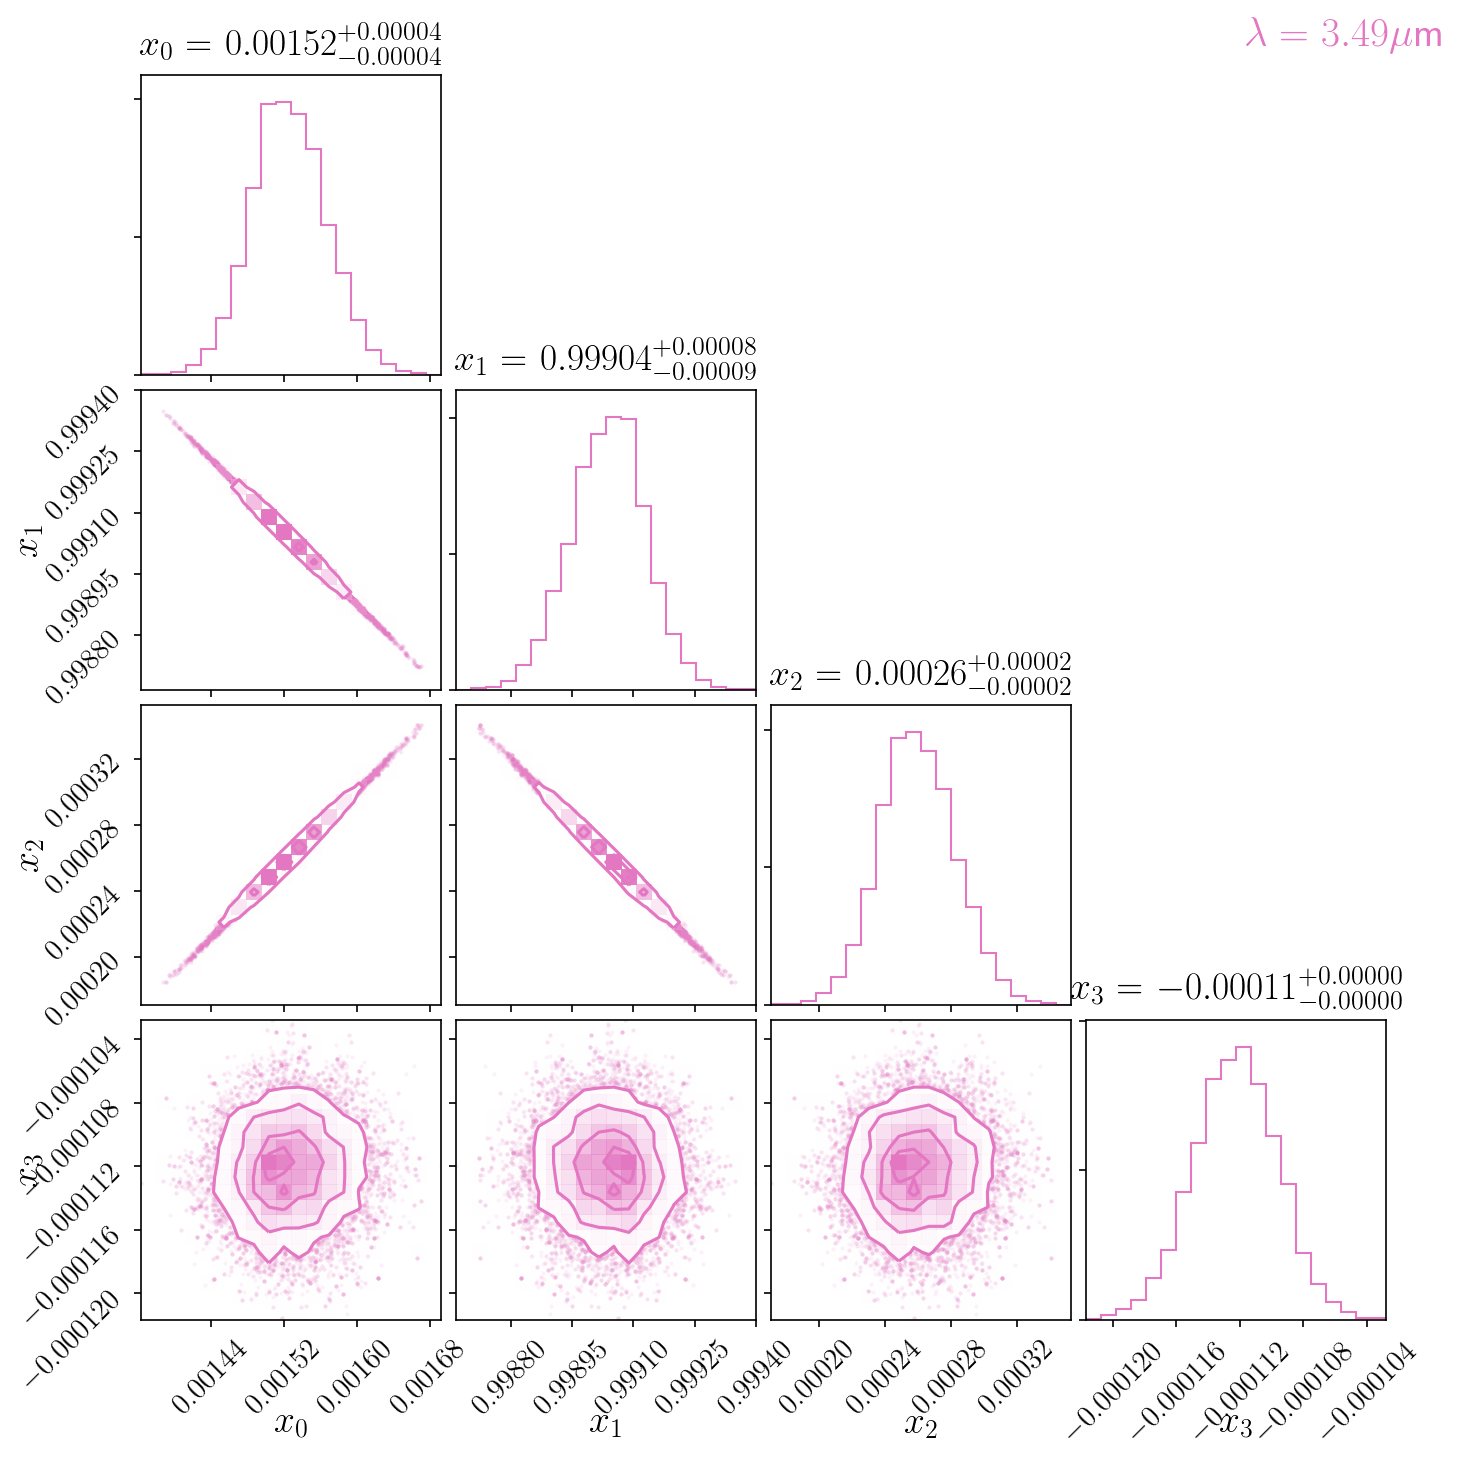 λ = 3.49μm
x₀ = 0.00152⁺⁰·⁰⁰⁰⁰⁴₋₀.₀₀₀₀₄
x₁ = 0.99904⁺⁰·⁰⁰⁰⁰⁸₋₀.₀₀₀₀₉
x₂ = 0.00026⁺⁰·⁰⁰⁰⁰²₋₀.₀₀₀₀₂
x₃ = −0.00011⁺⁰·⁰⁰⁰⁰⁰₋₀.₀₀₀₀₀
x₁
0.99940
0.99925
0.99910
0.99895
0.99880
x₂
0.00032
0.00028
0.00024
0.00020
x₃
−0.000104
−0.000108
−0.000112
−0.000116
−0.000120
0.00144 0.00152 0.00160 0.00168
0.99880 0.99895 0.99910 0.99925 0.99940
0.00020 0.00024 0.00028 0.00032
−0.000120 −0.000116 −0.000112 −0.000108 −0.000104
x₀ x₁ x₂ x₃